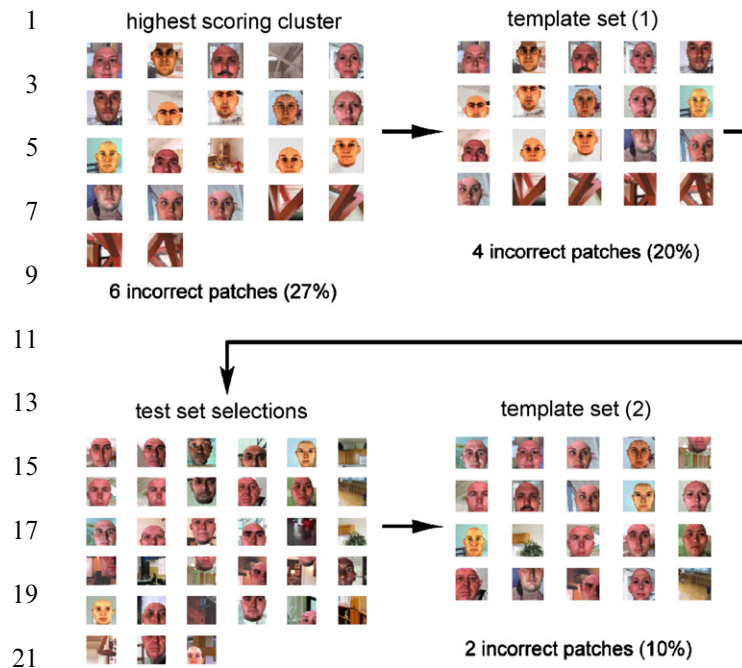 1
highest scoring cluster
template set (1)
3
5
7
4 incorrect patches (20%)
9
6 incorrect patches (27%)
11
13
test set selections
template set (2)
15
17
19
2 incorrect patches (10%)
21